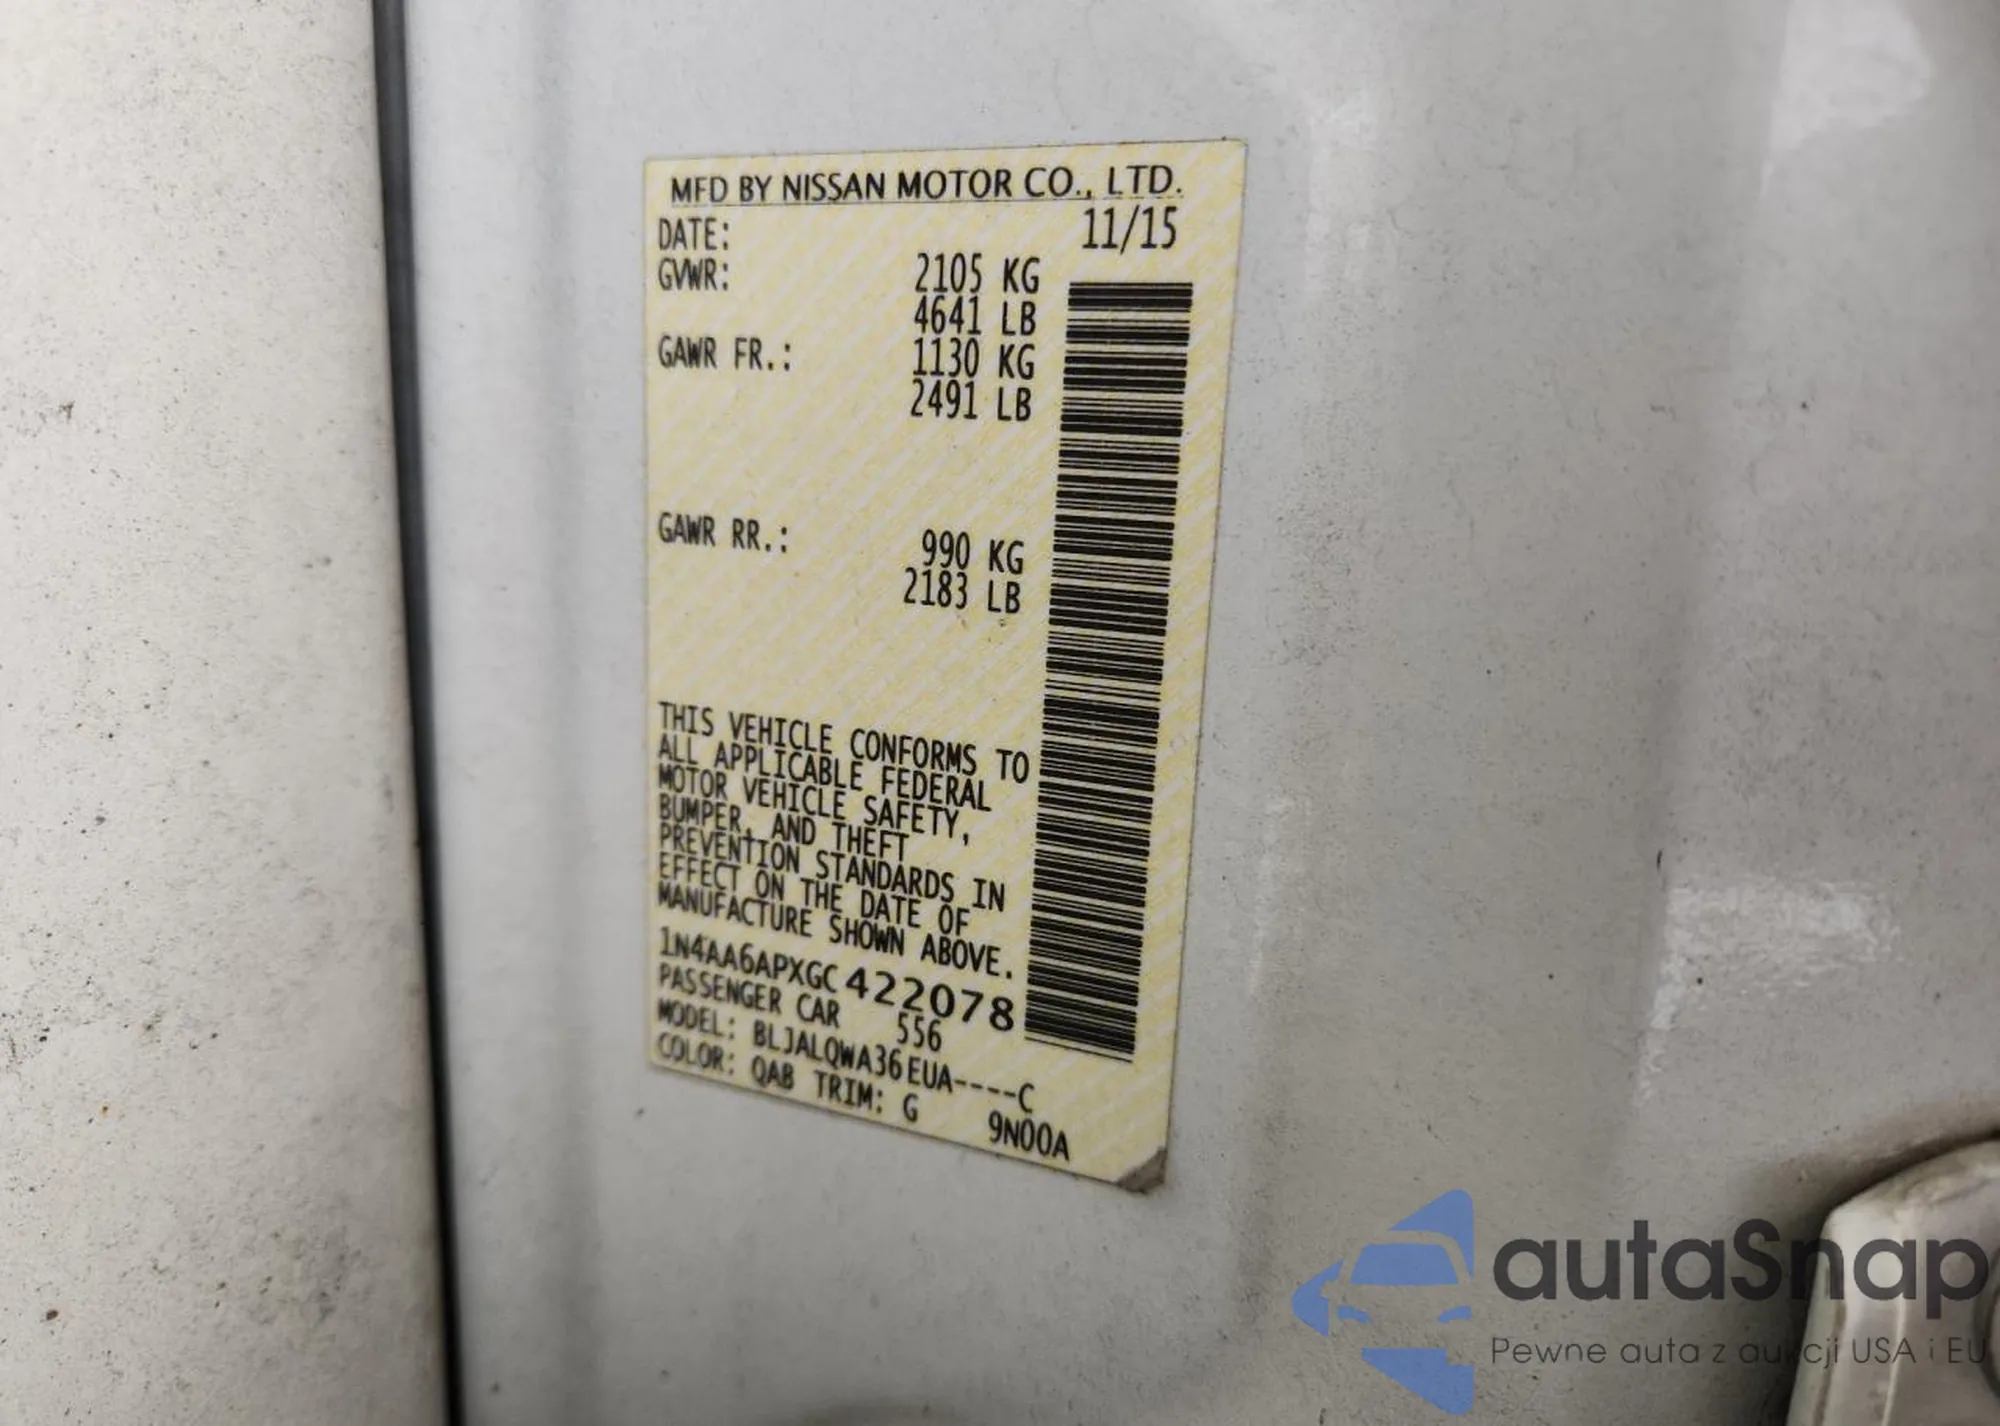 MFD BY NISSAN MOTOR CO., LTD.
DATE: 11/15
GVWR: 2105 KG
4641 LB
GAWR FR.: 1130 KG
2491 LB
GAWR RR.: 990 KG
2183 LB
THIS VEHICLE CONFORMS TO
ALL APPLICABLE FEDERAL
MOTOR VEHICLE SAFETY,
BUMPER, AND THEFT
PREVENTION STANDARDS IN
EFFECT ON THE DATE OF
MANUFACTURE SHOWN ABOVE.
1N4AA6APXGC422078
PASSENGER CAR 556
MODEL: BLJALQWA36EUA----C
COLOR: QAB TRIM: G 9N00A
autaSnap
Pewne auta z aukcji USA i EU